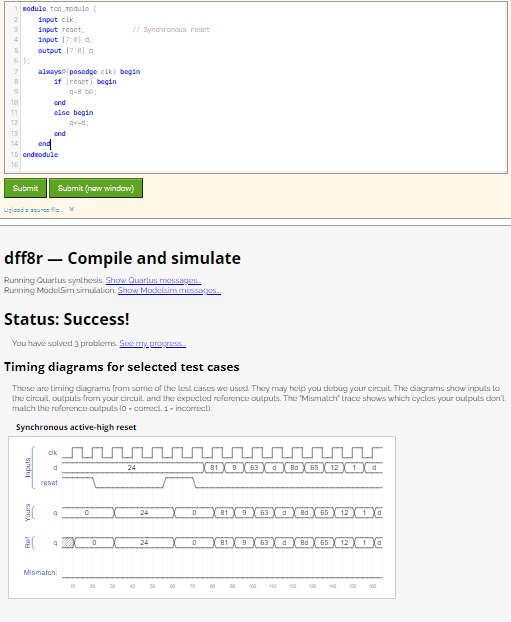 1 module top_module (
2 input clk,
3 input reset, // Synchronous reset
4 input [7:0] d,
5 output [7:0] q
6 );
7 always@(posedge clk) begin
8 if (reset) begin
9 q=8'b0;
10 end
11 else begin
12 q<=d;
13 end
14 end
15 endmodule
16
Submit Submit (new window)
Upload a source file...
dff8r — Compile and simulate
Running Quartus synthesis. Show Quartus messages...
Running ModelSim simulation. Show Modelsim messages...
Status: Success!
You have solved 3 problems. See my progress...
Timing diagrams for selected test cases
These are timing diagrams from some of the test cases we used. They may help you debug your circuit. The diagrams show inputs to
the circuit, outputs from your circuit, and the expected reference outputs. The "Mismatch" trace shows which cycles your outputs don't
match the reference outputs (0 = correct, 1 = incorrect).
Synchronous active-high reset
Inputs
clk
d 24 81 9 63 d 8d 65 12 1 d
reset
Yours
q 0 24 0 81 9 63 d 8d 65 12 1 d
Ref
q 0 24 0 81 9 63 d 8d 65 12 1 d
Mismatch:
10 20 30 40 50 60 70 80 90 100 110 120 130 140 150 160